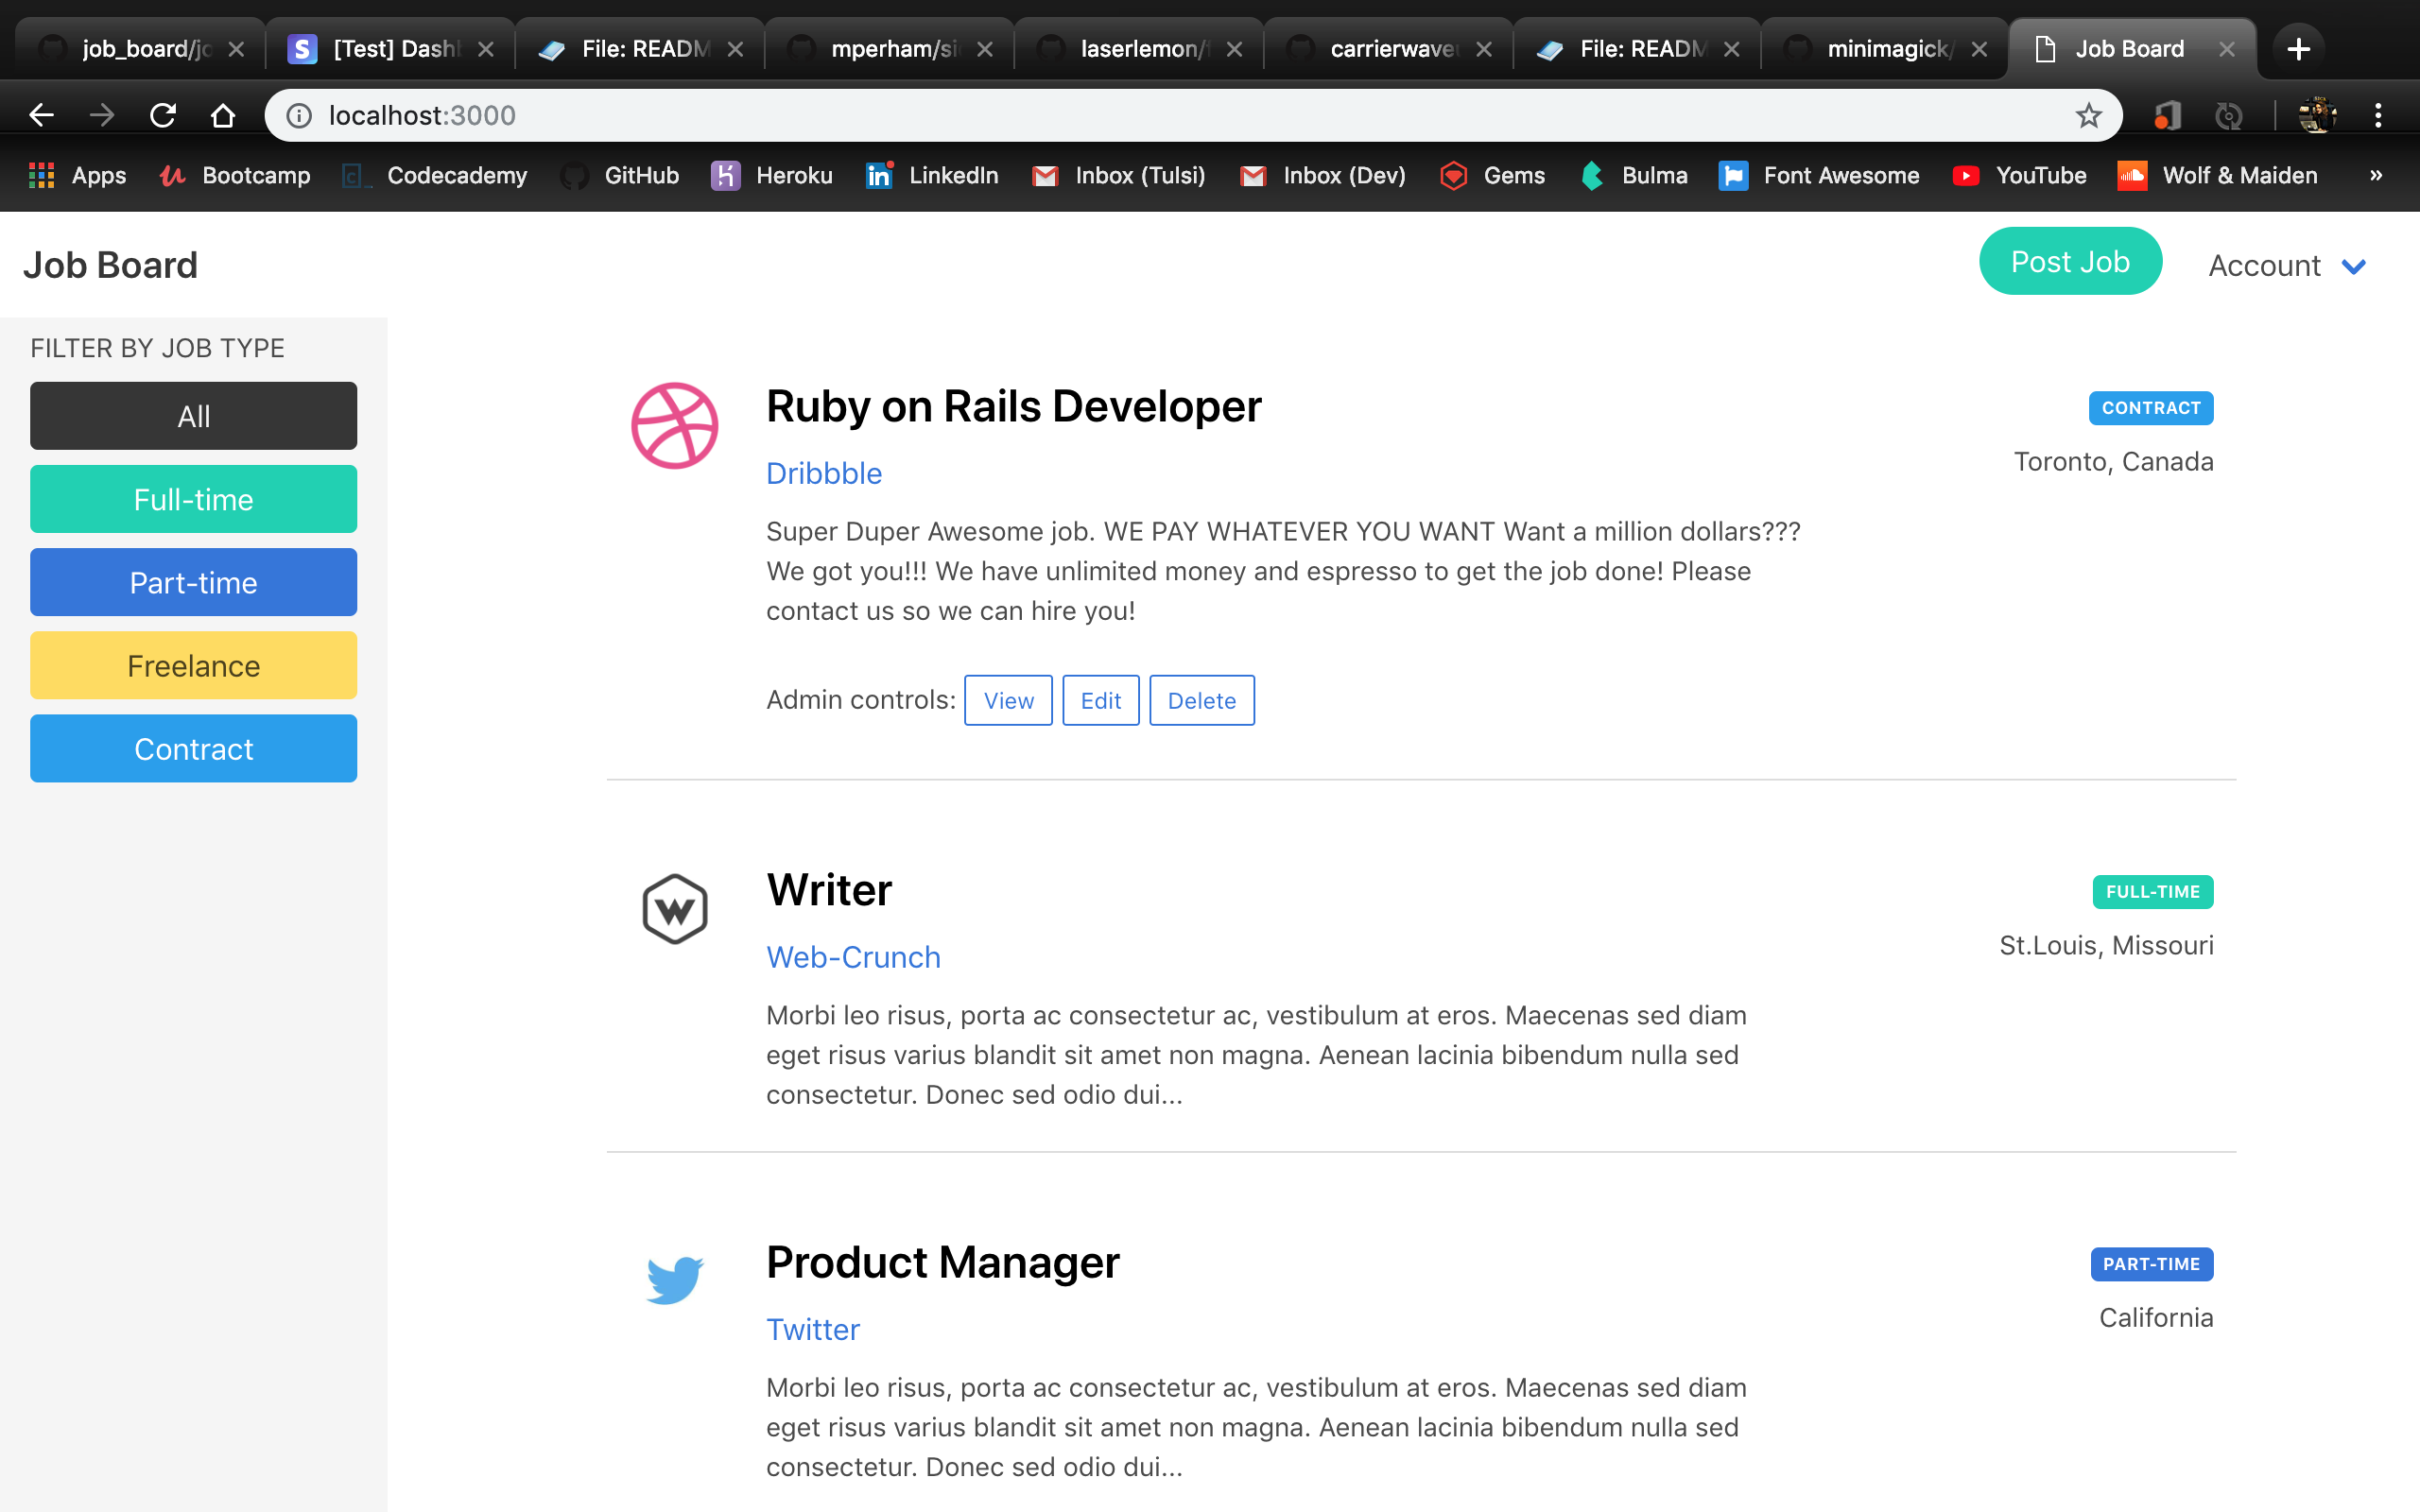 job_board/jo
[Test] Dash
File: READM
mperham/si
laserlemon/
carrierwave
File: READM
minimagick/
Job Board
localhost:3000
Apps
Bootcamp
Codecademy
GitHub
Heroku
LinkedIn
Inbox (Tulsi)
Inbox (Dev)
Gems
Bulma
Font Awesome
YouTube
Wolf & Maiden
»
Job Board
Post Job
Account
FILTER BY JOB TYPE
All
Full-time
Part-time
Freelance
Contract
Ruby on Rails Developer
CONTRACT
Dribbble
Toronto, Canada
Super Duper Awesome job. WE PAY WHATEVER YOU WANT Want a million dollars???
We got you!!! We have unlimited money and espresso to get the job done! Please
contact us so we can hire you!
Admin controls: View Edit Delete
Writer
FULL-TIME
Web-Crunch
St.Louis, Missouri
Morbi leo risus, porta ac consectetur ac, vestibulum at eros. Maecenas sed diam
eget risus varius blandit sit amet non magna. Aenean lacinia bibendum nulla sed
consectetur. Donec sed odio dui...
Product Manager
PART-TIME
Twitter
California
Morbi leo risus, porta ac consectetur ac, vestibulum at eros. Maecenas sed diam
eget risus varius blandit sit amet non magna. Aenean lacinia bibendum nulla sed
consectetur. Donec sed odio dui...